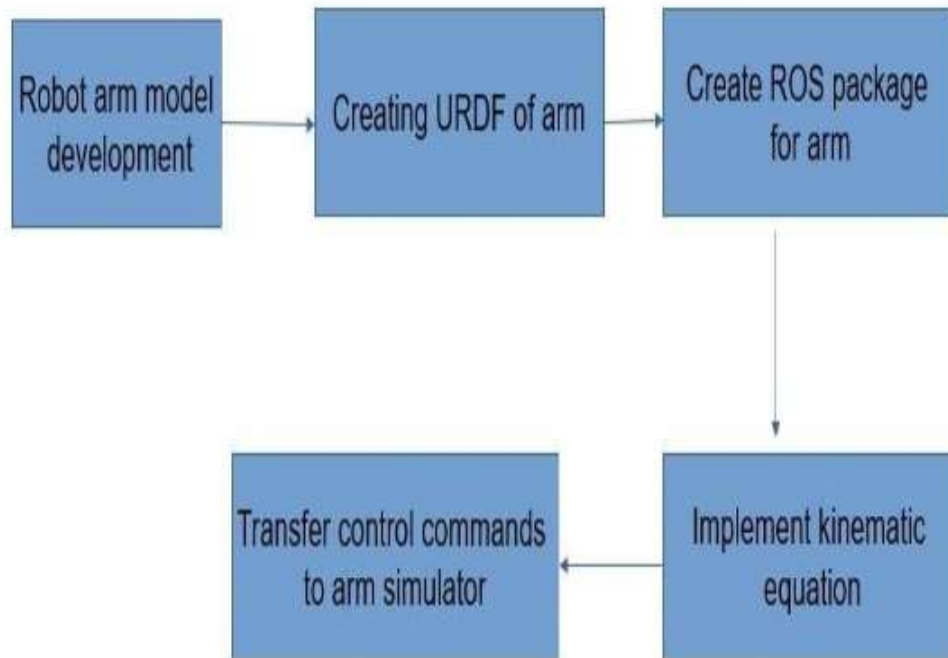 Robot arm model
development
Creating URDF of arm
Create ROS package
for arm
Implement kinematic
equation
Transfer control commands
to arm simulator